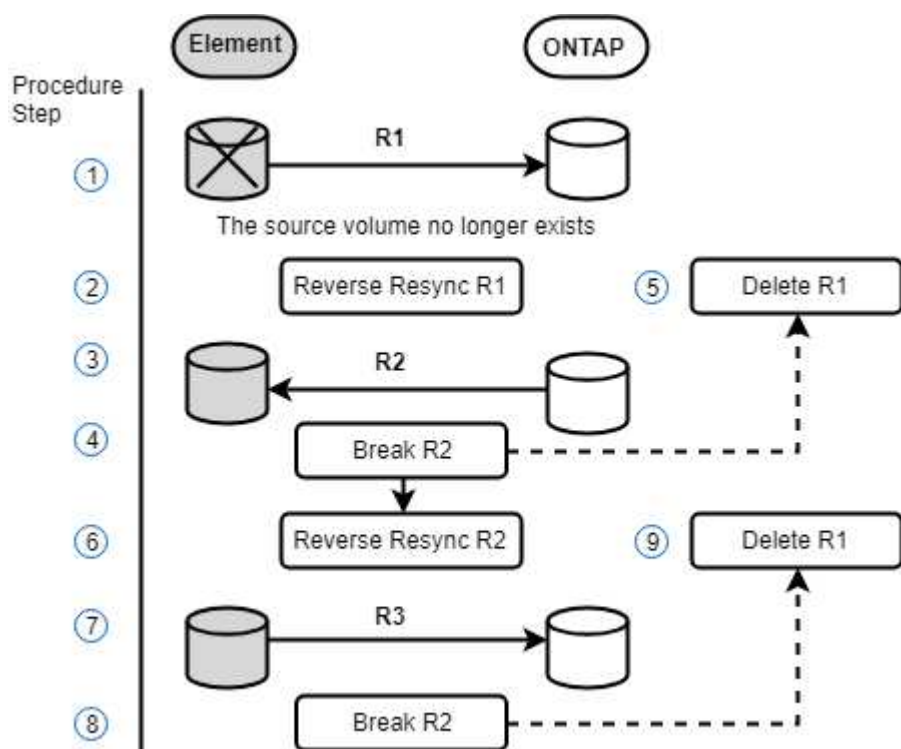 Element
ONTAP
Procedure
Step
R1
1
The source volume no longer exists
2
Reverse Resync R1
5
Delete R1
3
R2
4
Break R2
6
Reverse Resync R2
9
Delete R1
7
R3
8
Break R2